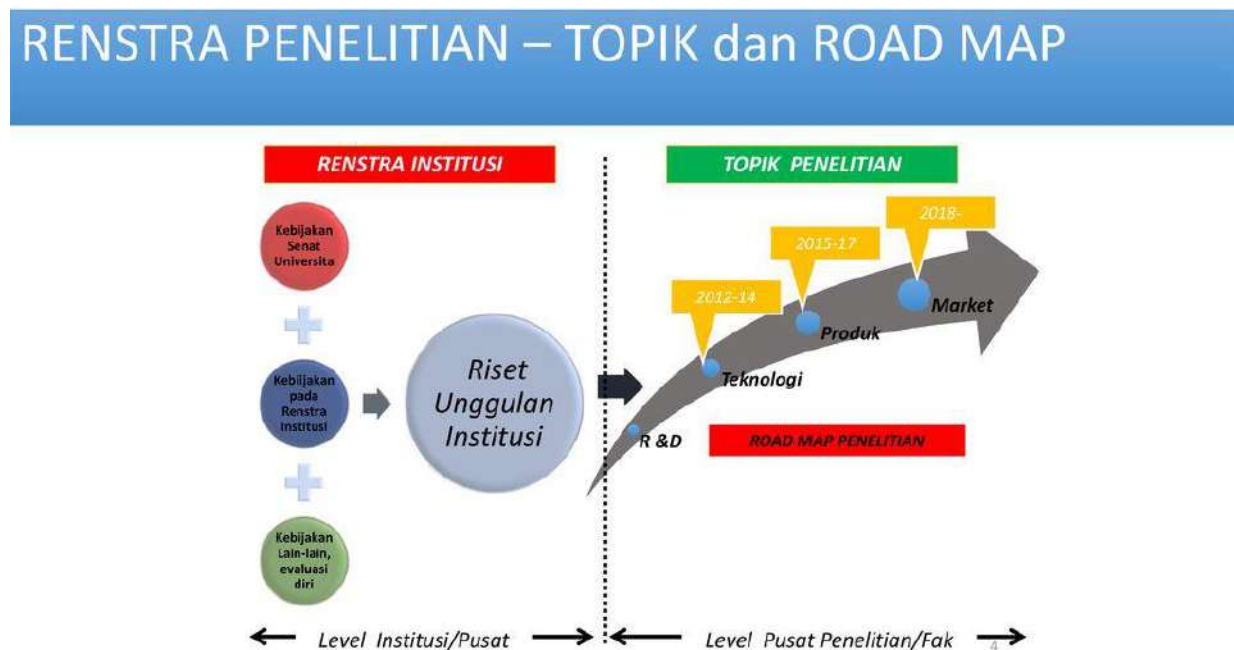 RENSTRA PENELITIAN – TOPIK dan ROAD MAP
RENSTRA INSTITUSI
Kebijakan
Senat
Universita
Kebijakan
pada
Renstra
Institusi
Kebijakan
Lain-lain,
evaluasi
diri
Riset
Unggulan
Institusi
TOPIK PENELITIAN
2018-
2015-17
2012-14
Market
Produk
Teknologi
R &D
ROAD MAP PENELITIAN
Level Institusi/Pusat
Level Pusat Penelitian/Fak
4